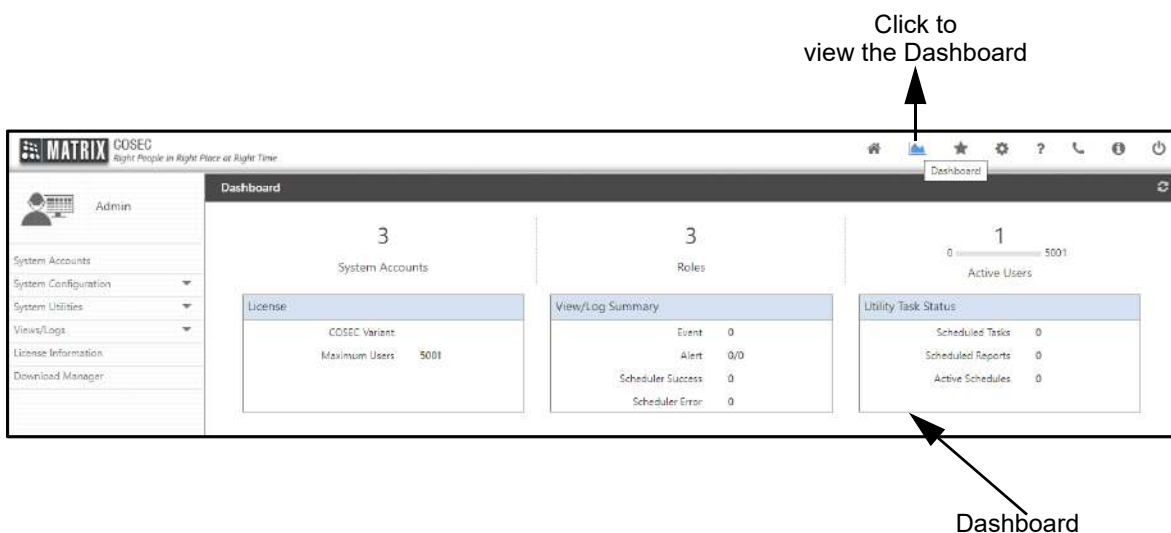 Click to
view the Dashboard
MATRIX COSEC
Right People in Right Place at Right Time
Dashboard
Admin
Dashboard
3
System Accounts
3
Roles
1
0 5001
Active Users
System Accounts
System Configuration
System Utilities
Views/Logs
License Information
Download Manager
License
COSEC Variant
Maximum Users 5001
View/Log Summary
Event 0
Alert 0/0
Scheduler Success 0
Scheduler Error 0
Utility Task Status
Scheduled Tasks 0
Scheduled Reports 0
Active Schedules 0
Dashboard